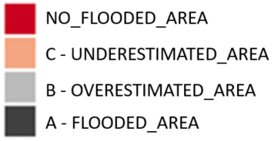 NO_FLOODED_AREA
C - UNDERESTIMATED_AREA
B - OVERESTIMATED_AREA
A - FLOODED_AREA